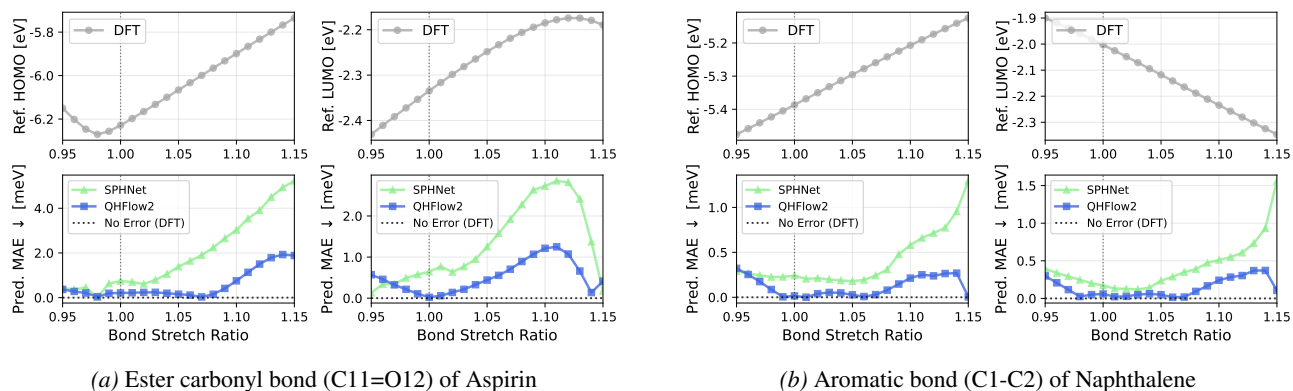 Ref. HOMO [eV]
-5.8
-6.0
-6.2
DFT
0.95 1.00 1.05 1.10 1.15
Ref. LUMO [eV]
-2.2
-2.3
-2.4
DFT
0.95 1.00 1.05 1.10 1.15
Pred. MAE ↓ [meV]
4.0
2.0
0.0
SPHNet
QHFlow2
No Error (DFT)
0.95 1.00 1.05 1.10 1.15
Bond Stretch Ratio
2.0
1.0
0.0
SPHNet
QHFlow2
No Error (DFT)
0.95 1.00 1.05 1.10 1.15
Bond Stretch Ratio
(a) Ester carbonyl bond (C11=O12) of Aspirin
Ref. HOMO [eV]
-5.2
-5.3
-5.4
DFT
0.95 1.00 1.05 1.10 1.15
Ref. LUMO [eV]
-1.9
-2.0
-2.1
-2.2
-2.3
DFT
0.95 1.00 1.05 1.10 1.15
Pred. MAE ↓ [meV]
1.0
0.5
0.0
SPHNet
QHFlow2
No Error (DFT)
0.95 1.00 1.05 1.10 1.15
Bond Stretch Ratio
Pred. MAE ↓ [meV]
1.5
1.0
0.5
0.0
SPHNet
QHFlow2
No Error (DFT)
0.95 1.00 1.05 1.10 1.15
Bond Stretch Ratio
(b) Aromatic bond (C1-C2) of Naphthalene